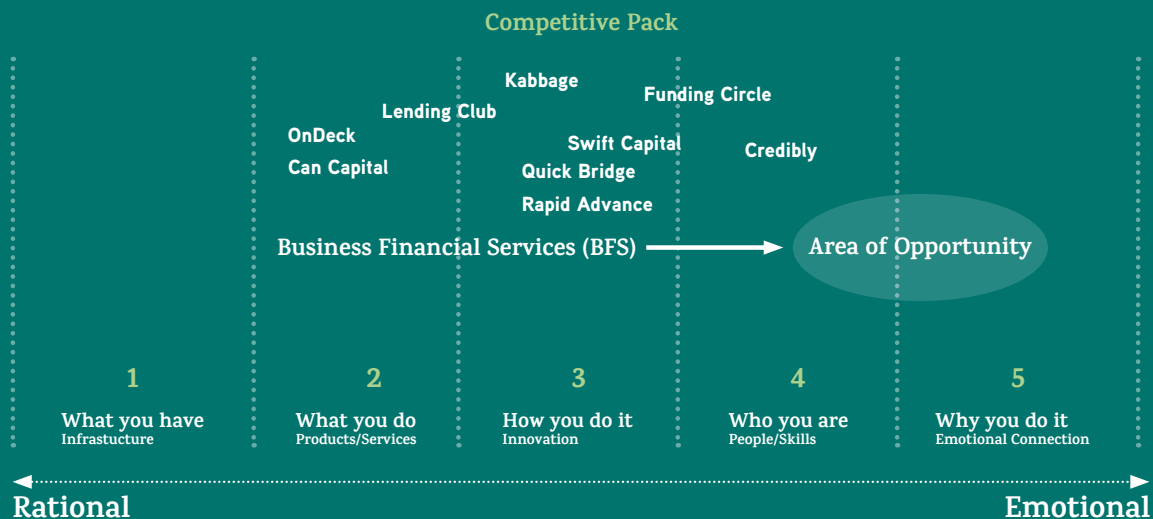 Competitive Pack
Kabbage
Funding Circle
Lending Club
OnDeck
Swift Capital
Credibly
Can Capital
Quick Bridge
Rapid Advance
Business Financial Services (BFS)
Area of Opportunity
1
2
3
4
5
What you have
What you do
How you do it
Who you are
Why you do it
Infrastucture
Products/Services
Innovation
People/Skills
Emotional Connection
Rational
Emotional